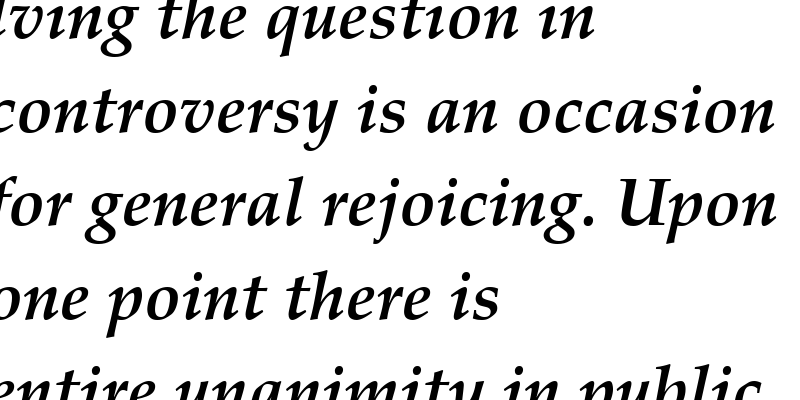 the question in
controversy is an occasion
for general rejoicing. Upon
one point there is
entire unanimity in public